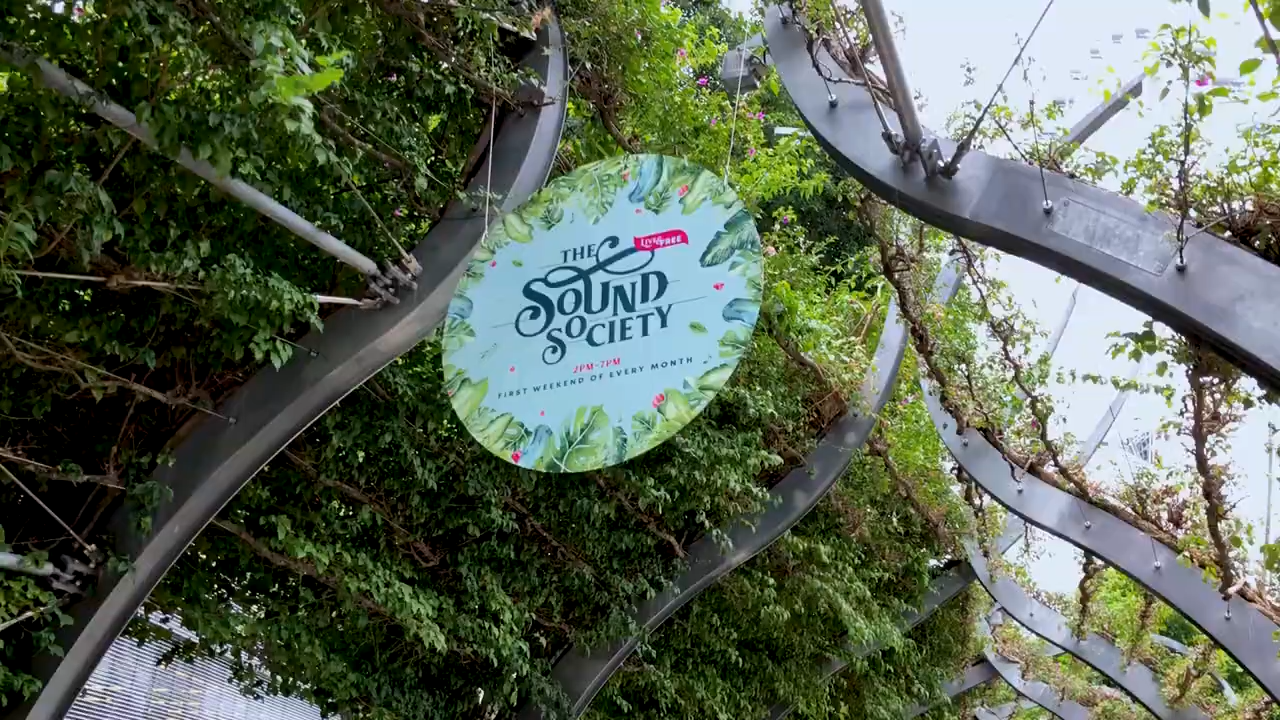 THE
LIVE & FREE
SOUND
SOCIETY
2PM-7PM
FIRST WEEKEND OF EVERY MONTH